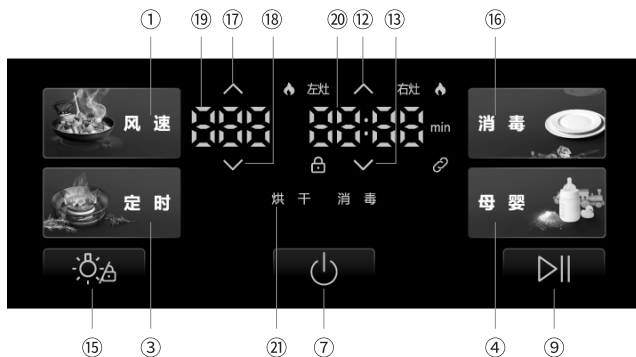 ① ⑲ ⑰ ⑱ ⑳ ⑫ ⑬ ⑯
左灶 右灶
风速 888 88:88 min 消毒
定时 烘干 消毒 母婴
⑮ ③ ㉑ ⑦ ④ ⑨